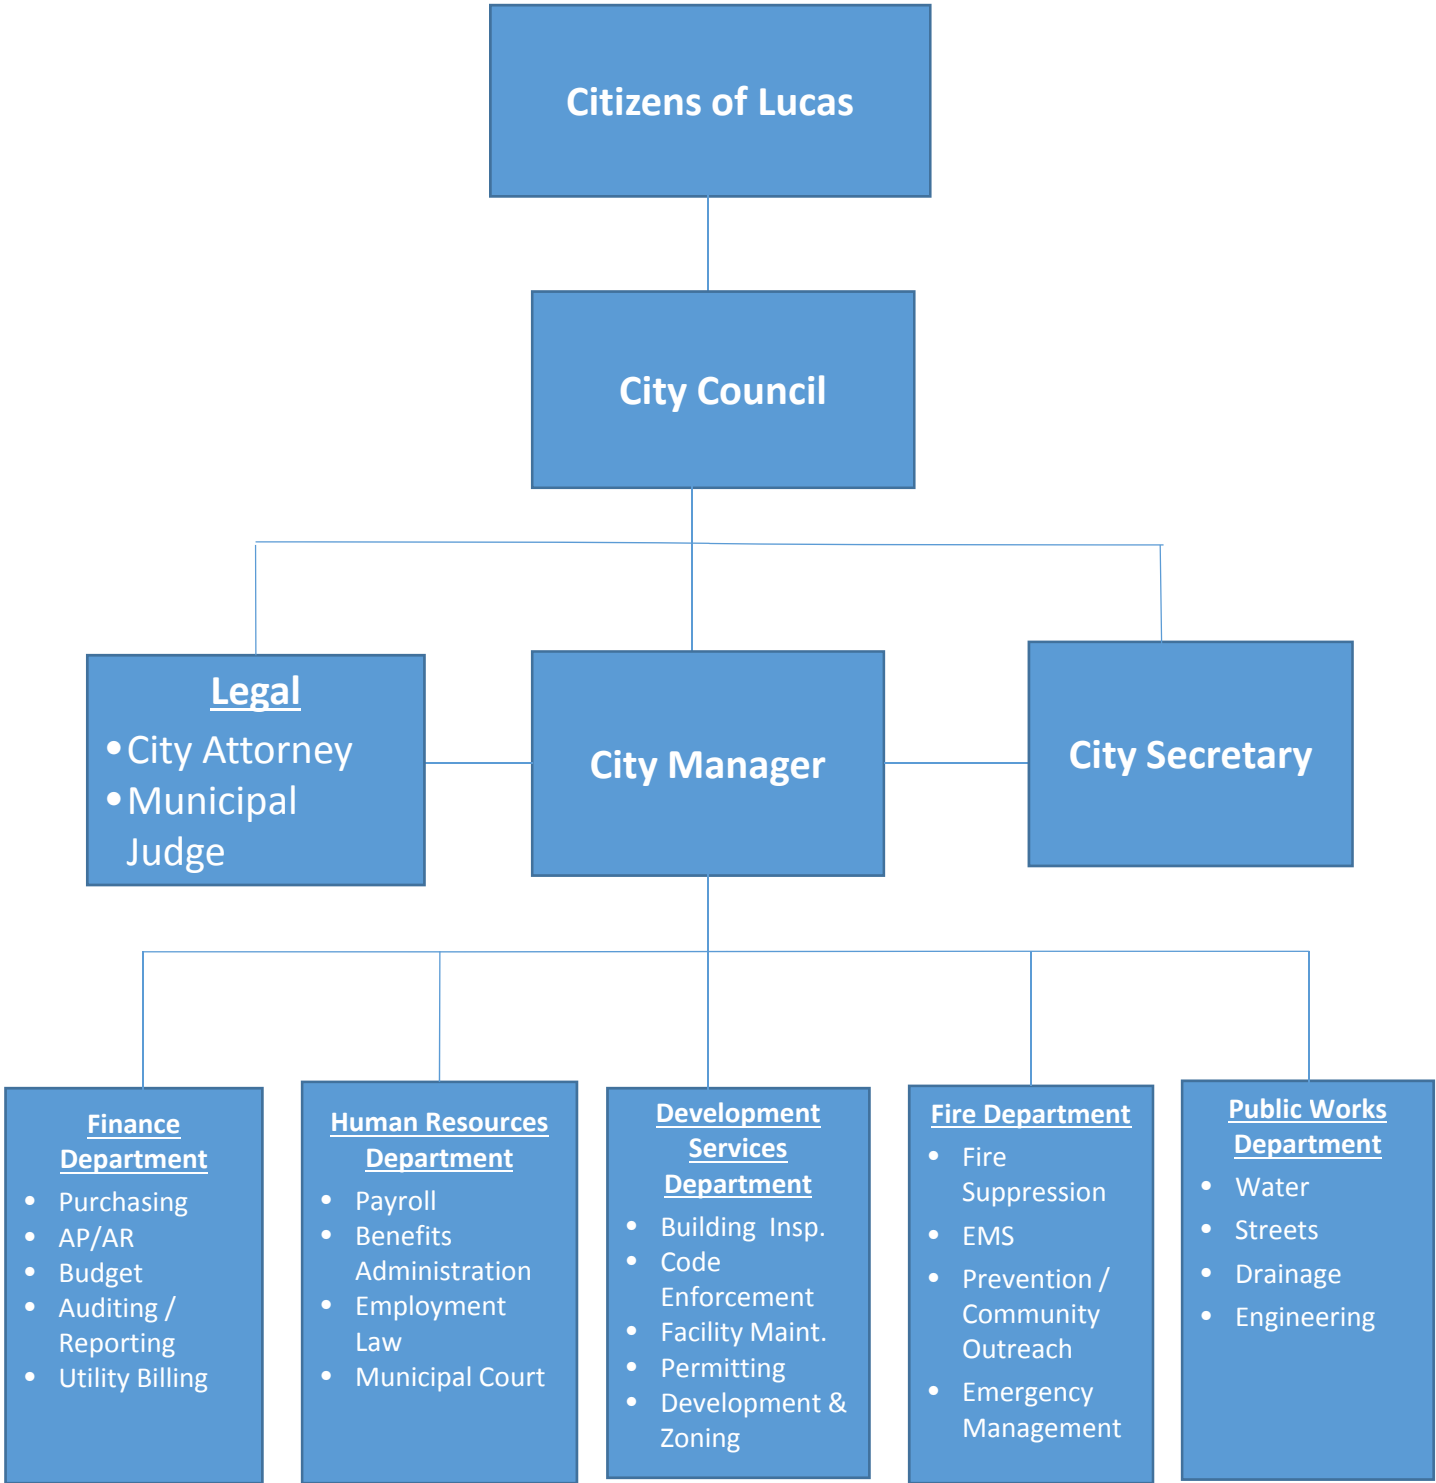 Citizens of Lucas
City Council
Legal
• City Attorney
• Municipal
Judge
City Manager
City Secretary
Finance
Department
• Purchasing
• AP/AR
• Budget
• Auditing /
Reporting
• Utility Billing
Human Resources
Department
• Payroll
• Benefits
Administration
• Employment
Law
• Municipal Court
Development
Services
Department
• Building Insp.
• Code
Enforcement
• Facility Maint.
• Permitting
• Development &
Zoning
Fire Department
• Fire
Suppression
• EMS
• Prevention /
Community
Outreach
• Emergency
Management
Public Works
Department
• Water
• Streets
• Drainage
• Engineering